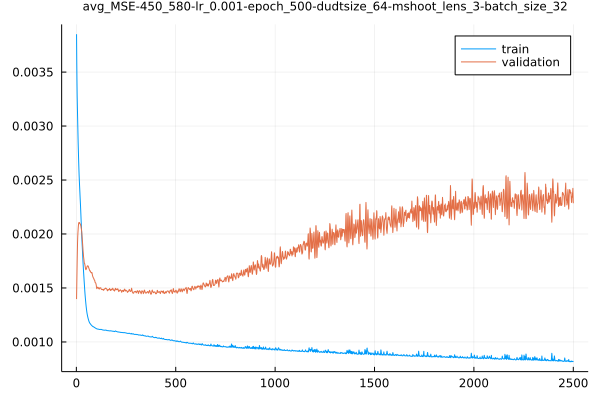 avg_MSE-450_580-lr_0.001-epoch_500-dudtsize_64-mshoot_lens_3-batch_size_32
train
validation
0.0035
0.0030
0.0025
0.0020
0.0015
0.0010
0 500 1000 1500 2000 2500